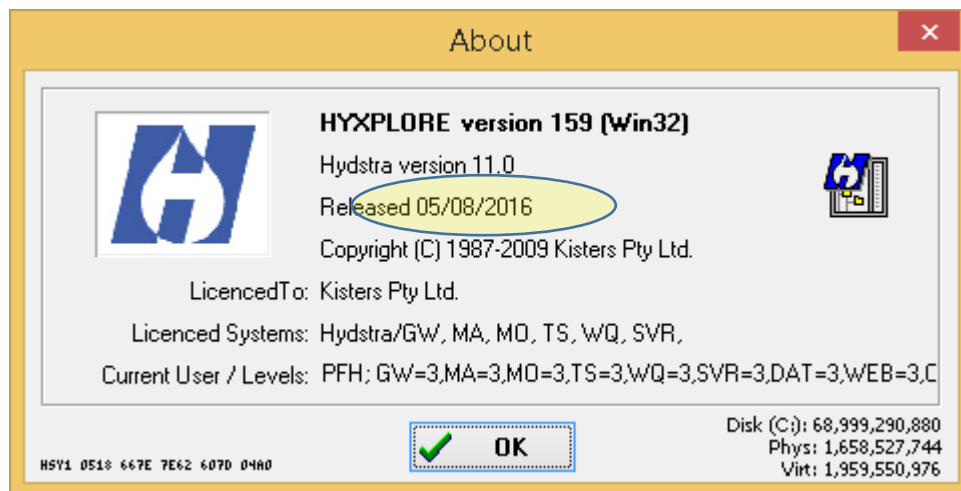 About
HYXPLORE version 159 (Win32)
Hydstra version 11.0
Released 05/08/2016
Copyright (C) 1987-2009 Kisters Pty Ltd.
LicencedTo: Kisters Pty Ltd.
Licenced Systems: Hydstra/GW, MA, MO, TS, WQ, SVR,
Current User / Levels: PFH; GW=3,MA=3,MO=3,TS=3,WQ=3,SVR=3,DAT=3,WEB=3,C
OK
Disk (C:): 68,999,290,880
Phys: 1,658,527,744
Virt: 1,959,550,976
HSY1 0518 667E 7E62 607D 04A0